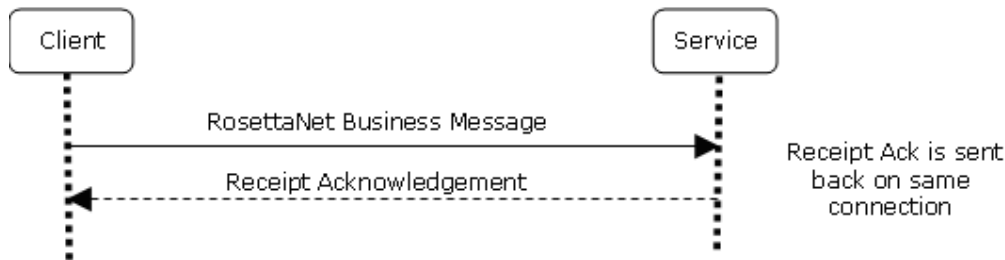 Client
Service
RosettaNet Business Message
Receipt Acknowledgement
Receipt Ack is sent
back on same
connection